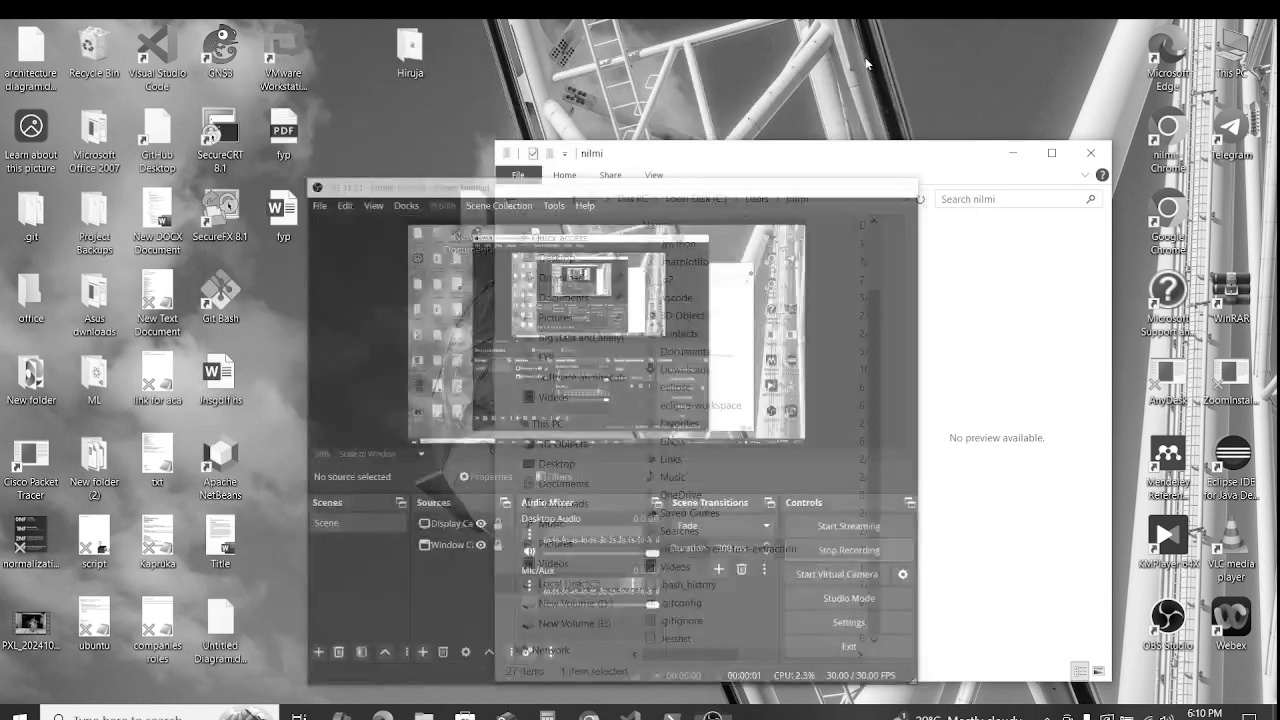 architecture diagram.d...
Recycle Bin
Visual Studio Code
GNS3
VMware Workstati...
Hiruja
Microsoft Edge
This PC
Learn about this picture
Microsoft Office 2007
GitHub Desktop
SecureCRT 8.1
fyp
nilmi - Chrome
Telegram
git
Project Backups
New DOCX Document
SecureFX 8.1
fyp
Google Chrome
office
Asus dwnloads
New Text Document
Git Bash
Microsoft Support an...
WinRAR
New folder
ML
link for aca
lhsgdf.hs
AnyDesk
ZoomInstal...
Cisco Packet Tracer
New folder (2)
txt
Apache NetBeans
Mendeley Referen...
Eclipse IDE for Java De...
normalizati...
script
Kapruka
Title
KMPlayer 64X
VLC media player
PXL_202410...
ubuntu
companies roles
Untitled Diagram.d...
OBS Studio
Webex
nilmi
File Home Share View
Search nilmi
No preview available.
File Edit View Docks Scene Collection Tools Help
Quick access
Desktop
Documents
Pictures
Videos
This PC
3D Objects
Desktop
Documents
Pictures
Videos
Local Disk (C:)
New Volume (D:)
New Volume (E:)
Network
Contacts
Documents
Downloads
eclipse
eclipse-workspace
Favorites
Links
Music
OneDrive
Saved Games
Searches
Videos
.bash_history
.gitconfig
.gitignore
.lesshst
27 items 1 item selected
Scale to Window
No source selected
Properties
Filters
Scenes
Scene
Sources
Display Ca
Window C
Audio Mixer
Desktop Audio
Mic/Aux
Scene Transitions
Fade
Duration 300 ms
Controls
Start Streaming
Stop Recording
Start Virtual Camera
Studio Mode
Settings
Exit
00:00:00 00:00:01 CPU: 2.3% 30.00 / 30.00 FPS
Type here to search
6:10 PM